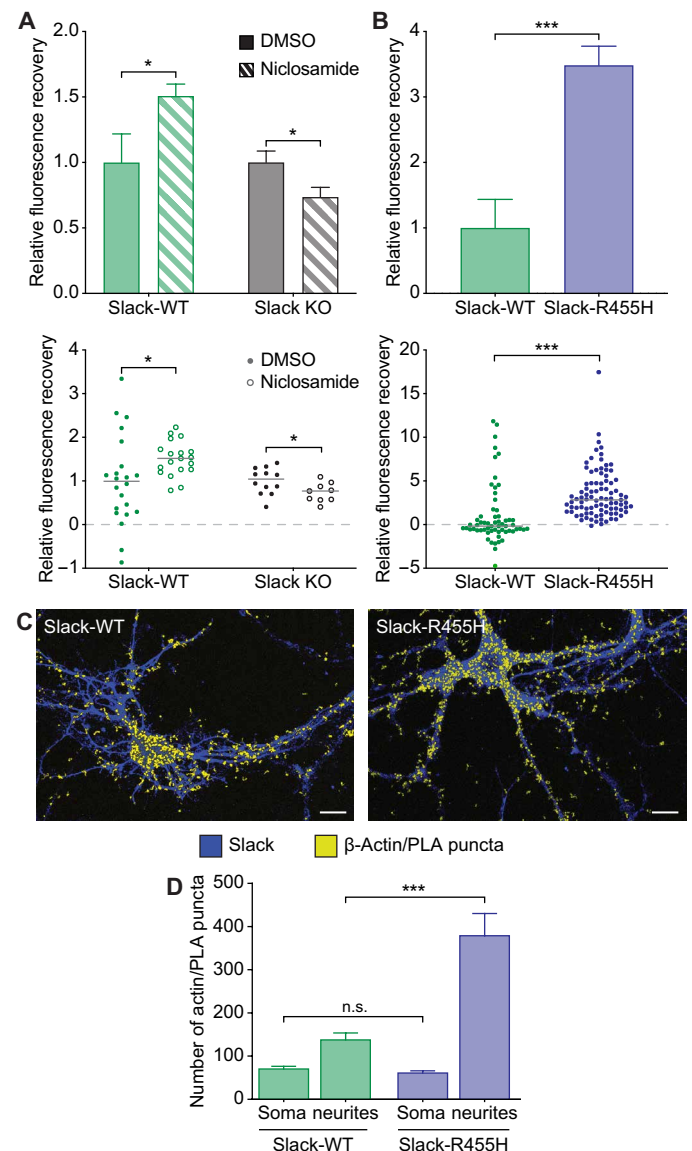 A
Relative fluorescence recovery
2.0
1.5
1.0
0.5
0.0
*
*
DMSO
Niclosamide
Slack-WT
Slack KO
B
Relative fluorescence recovery
4
3
2
1
0
***
Slack-WT
Slack-R455H
Relative fluorescence recovery
4
3
2
1
0
−1
*
*
DMSO
Niclosamide
Slack-WT
Slack KO
Relative fluorescence recovery
20
15
10
5
0
−5
***
Slack-WT
Slack-R455H
C
Slack-WT
Slack-R455H
Slack
β-Actin/PLA puncta
D
Number of actin/PLA puncta
500
400
300
200
100
0
***
n.s.
Soma neurites
Soma neurites
Slack-WT
Slack-R455H